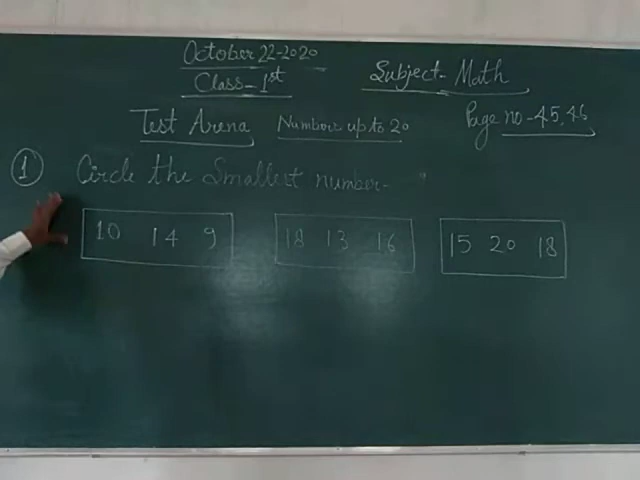 October 22-2020
Class-1st
Subject-Math
Test Arena Numbers up to 20 Page no-45,46
1 Circle the Smallest number-
10 14 9
18 13 16
15 20 18